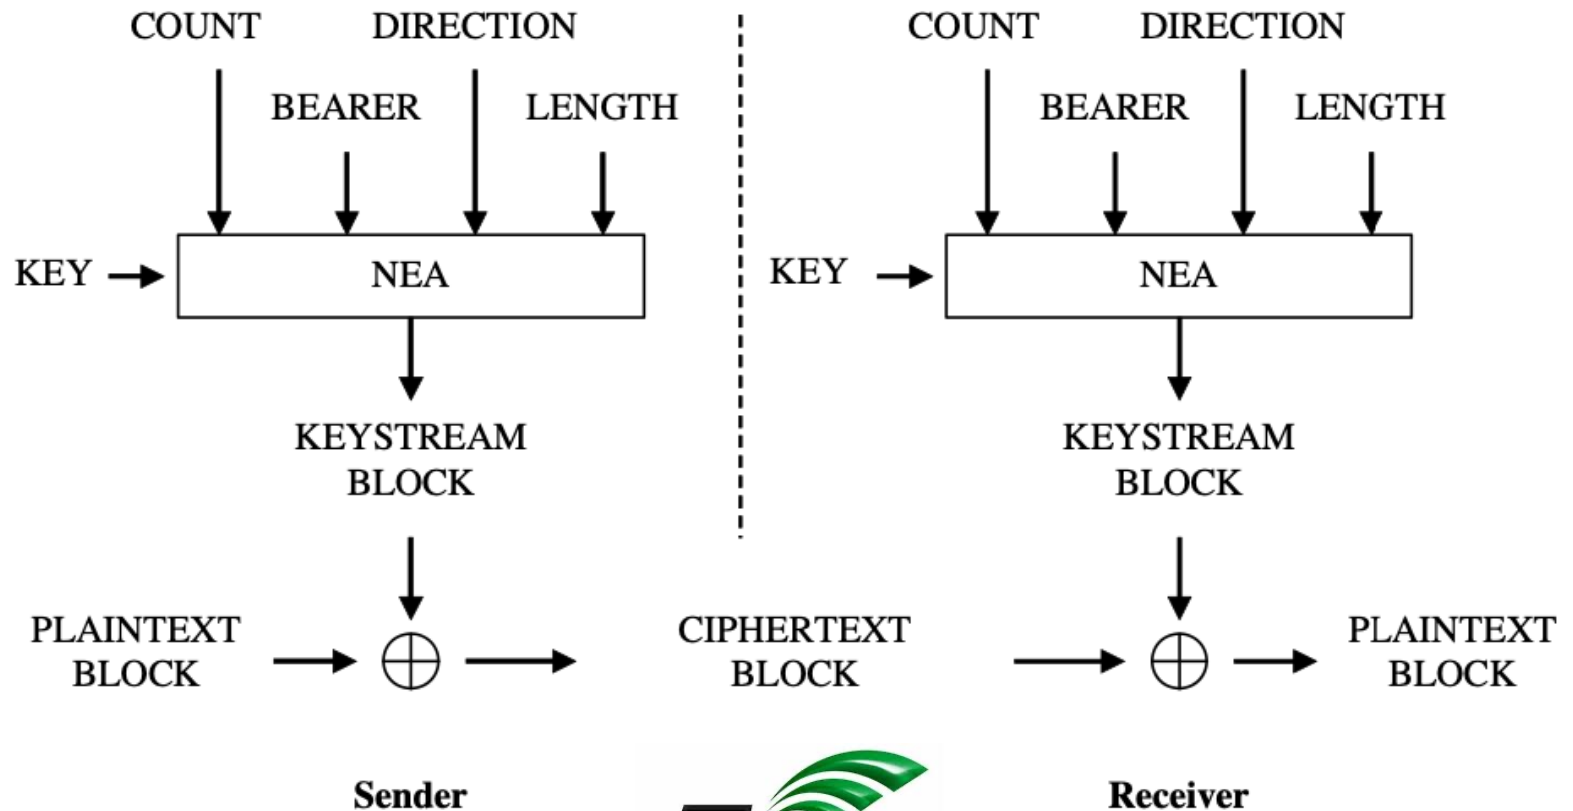 COUNT DIRECTION COUNT DIRECTION
BEARER LENGTH BEARER LENGTH
KEY NEA KEY NEA
KEYSTREAM KEYSTREAM
BLOCK BLOCK
PLAINTEXT CIPHERTEXT PLAINTEXT
BLOCK BLOCK BLOCK
Sender Receiver